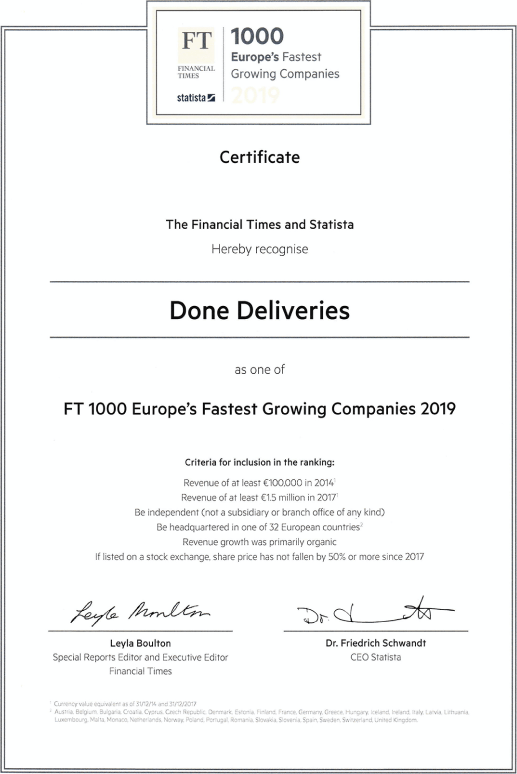 FT
FINANCIAL
TIMES
statista
1000
Europe's Fastest
Growing Companies
2019
Certificate
The Financial Times and Statista
Hereby recognise
Done Deliveries
as one of
FT 1000 Europe's Fastest Growing Companies 2019
Criteria for inclusion in the ranking:
Revenue of at least €100,000 in 2014¹
Revenue of at least €1.5 million in 2017¹
Be independent (not a subsidiary or branch office of any kind)
Be headquartered in one of 32 European countries²
Revenue growth was primarily organic
If listed on a stock exchange, share price has not fallen by 50% or more since 2017
Leyla Boulton
Dr.
Leyla Boulton
Special Reports Editor and Executive Editor
Financial Times
Dr. Friedrich Schwandt
CEO Statista
¹ Currency value equivalent as of 31/12/14 and 31/12/2017
² Austria, Belgium, Bulgaria, Croatia, Cyprus, Czech Republic, Denmark, Estonia, Finland, France, Germany, Greece, Hungary, Iceland, Ireland, Italy, Latvia, Lithuania
Luxembourg, Malta, Monaco, Netherlands, Norway, Poland, Portugal, Romania, Slovakia, Slovenia, Spain, Sweden, Switzerland, United Kingdom.